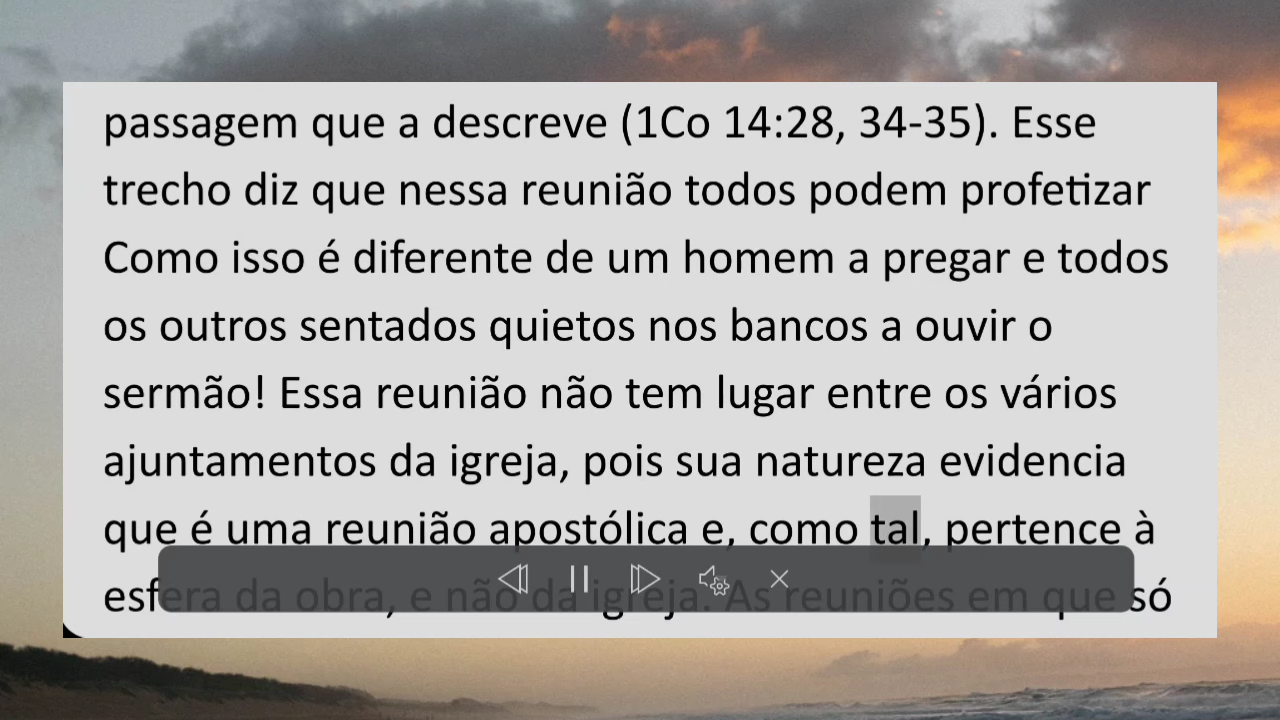 passagem que a descreve (1Co 14:28, 34-35). Esse
trecho diz que nessa reunião todos podem profetizar
Como isso é diferente de um homem a pregar e todos
os outros sentados quietos nos bancos a ouvir o
sermão! Essa reunião não tem lugar entre os vários
ajuntamentos da igreja, pois sua natureza evidencia
que é uma reunião apostólica e, como tal, pertence à
esfera da obra, e não da igreja. As reuniões em que só